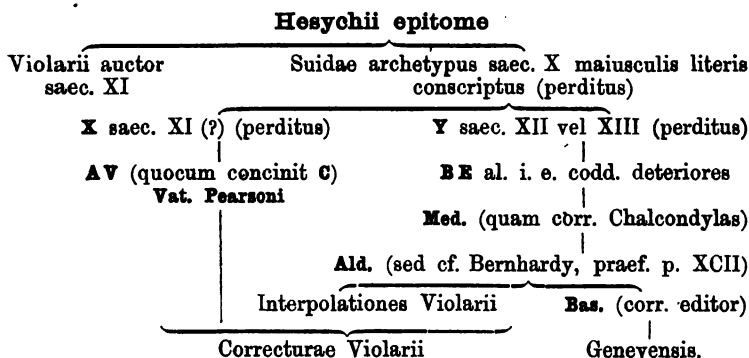 Hesychii epitome
Violarii auctor Suidae archetypus saec. X maiusculis literis
saec. XI conscriptus (perditus)
X saec. XI (?) (perditus) Y saec. XII vel XIII (perditus)
AV (quocum concinit C) BE al. i. e. codd. deteriores
Vat. Pearsoni
Med. (quam corr. Chalcondylas)
Ald. (sed cf. Bernhardy, praef. p. XCII)
Interpolationes Violarii Bas. (corr. editor)
Correcturae Violarii Genevensis.